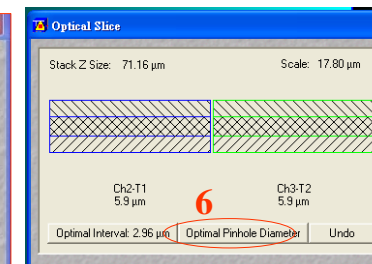 Optical Slice
Stack Z Size: 71.16 µm Scale: 17.80 µm
Ch2-T1 Ch3-T2
5.9 µm 5.9 µm
6
Optimal Interval: 2.96 µm Optimal Pinhole Diameter Undo